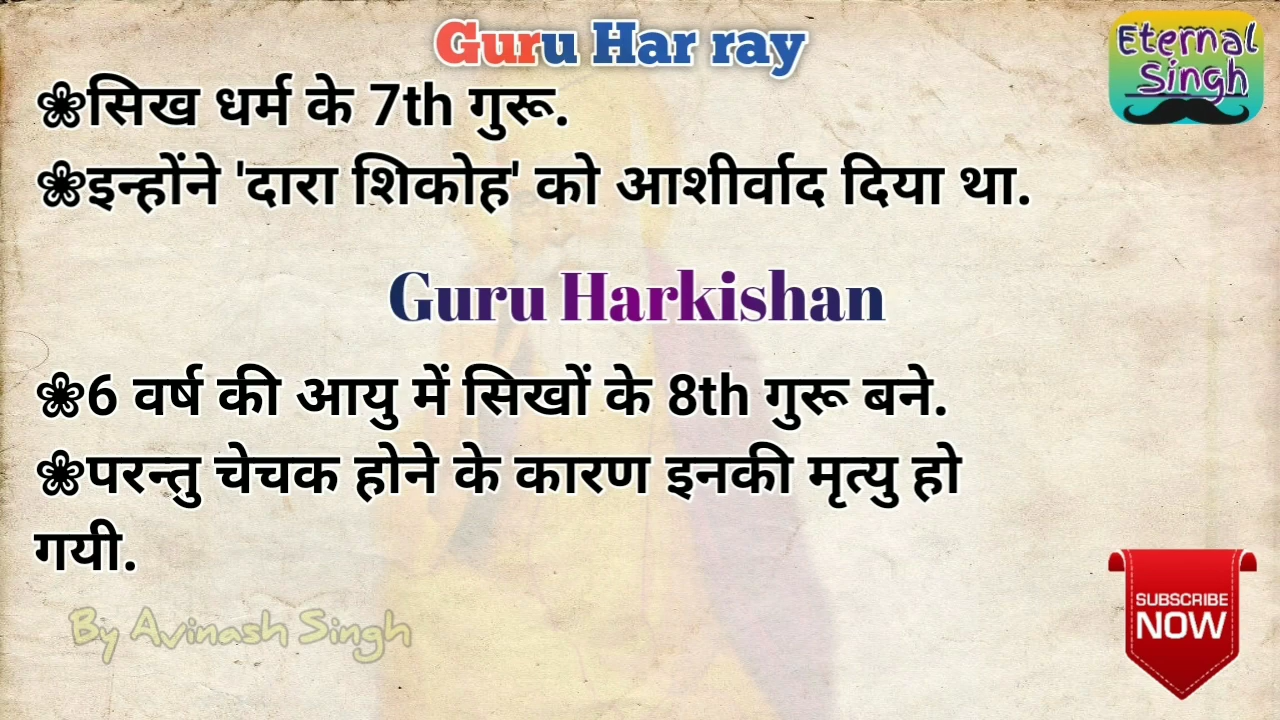 Guru Har ray
Eternal
Singh
❀सिख धर्म के 7th गुरू.
❀इन्होंने 'दारा शिकोह' को आशीर्वाद दिया था.
Guru Harkishan
❀6 वर्ष की आयु में सिखों के 8th गुरू बने.
❀परन्तु चेचक होने के कारण इनकी मृत्यु हो
गयी.
By Avinash Singh
SUBSCRIBE
NOW